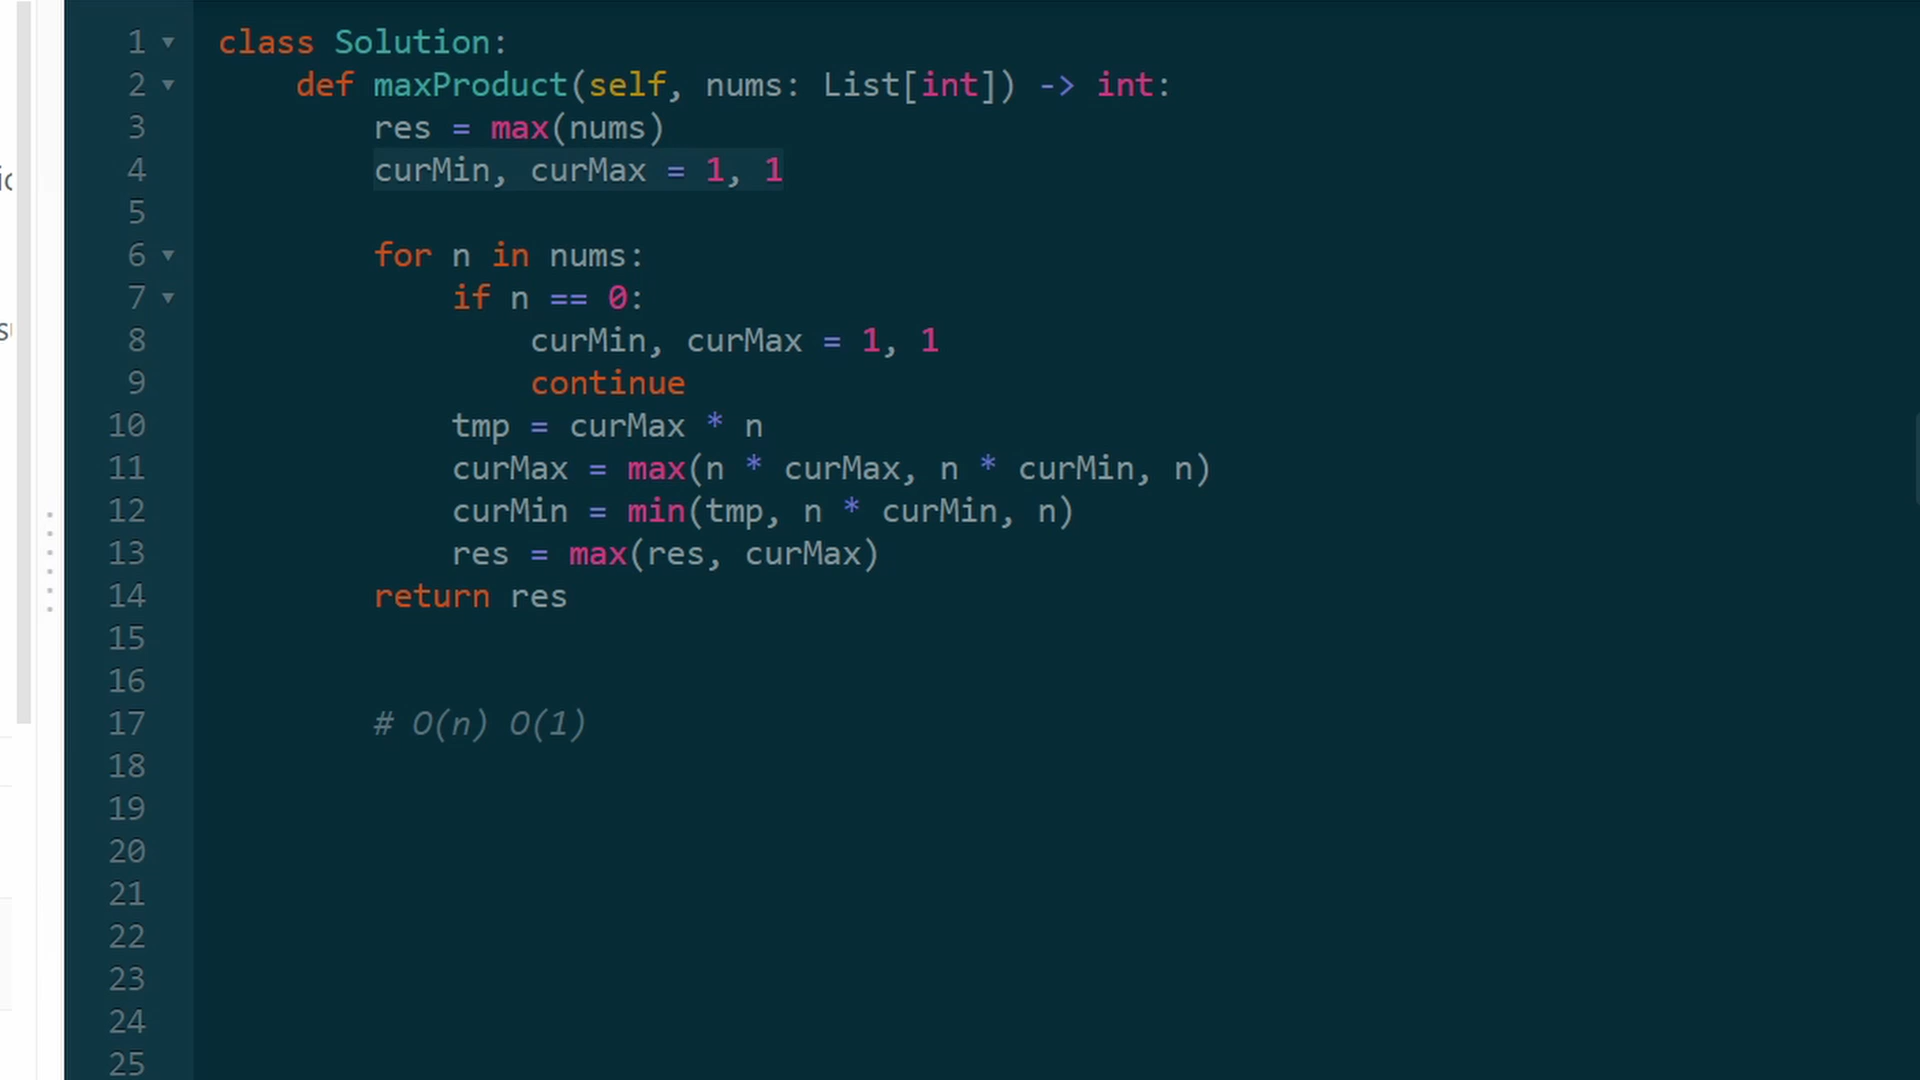 1 class Solution:
2 def maxProduct(self, nums: List[int]) -> int:
3 res = max(nums)
4 curMin, curMax = 1, 1
5
6 for n in nums:
7 if n == 0:
8 curMin, curMax = 1, 1
9 continue
10 tmp = curMax * n
11 curMax = max(n * curMax, n * curMin, n)
12 curMin = min(tmp, n * curMin, n)
13 res = max(res, curMax)
14 return res
15
16
17 # O(n) O(1)
18
19
20
21
22
23
24
25